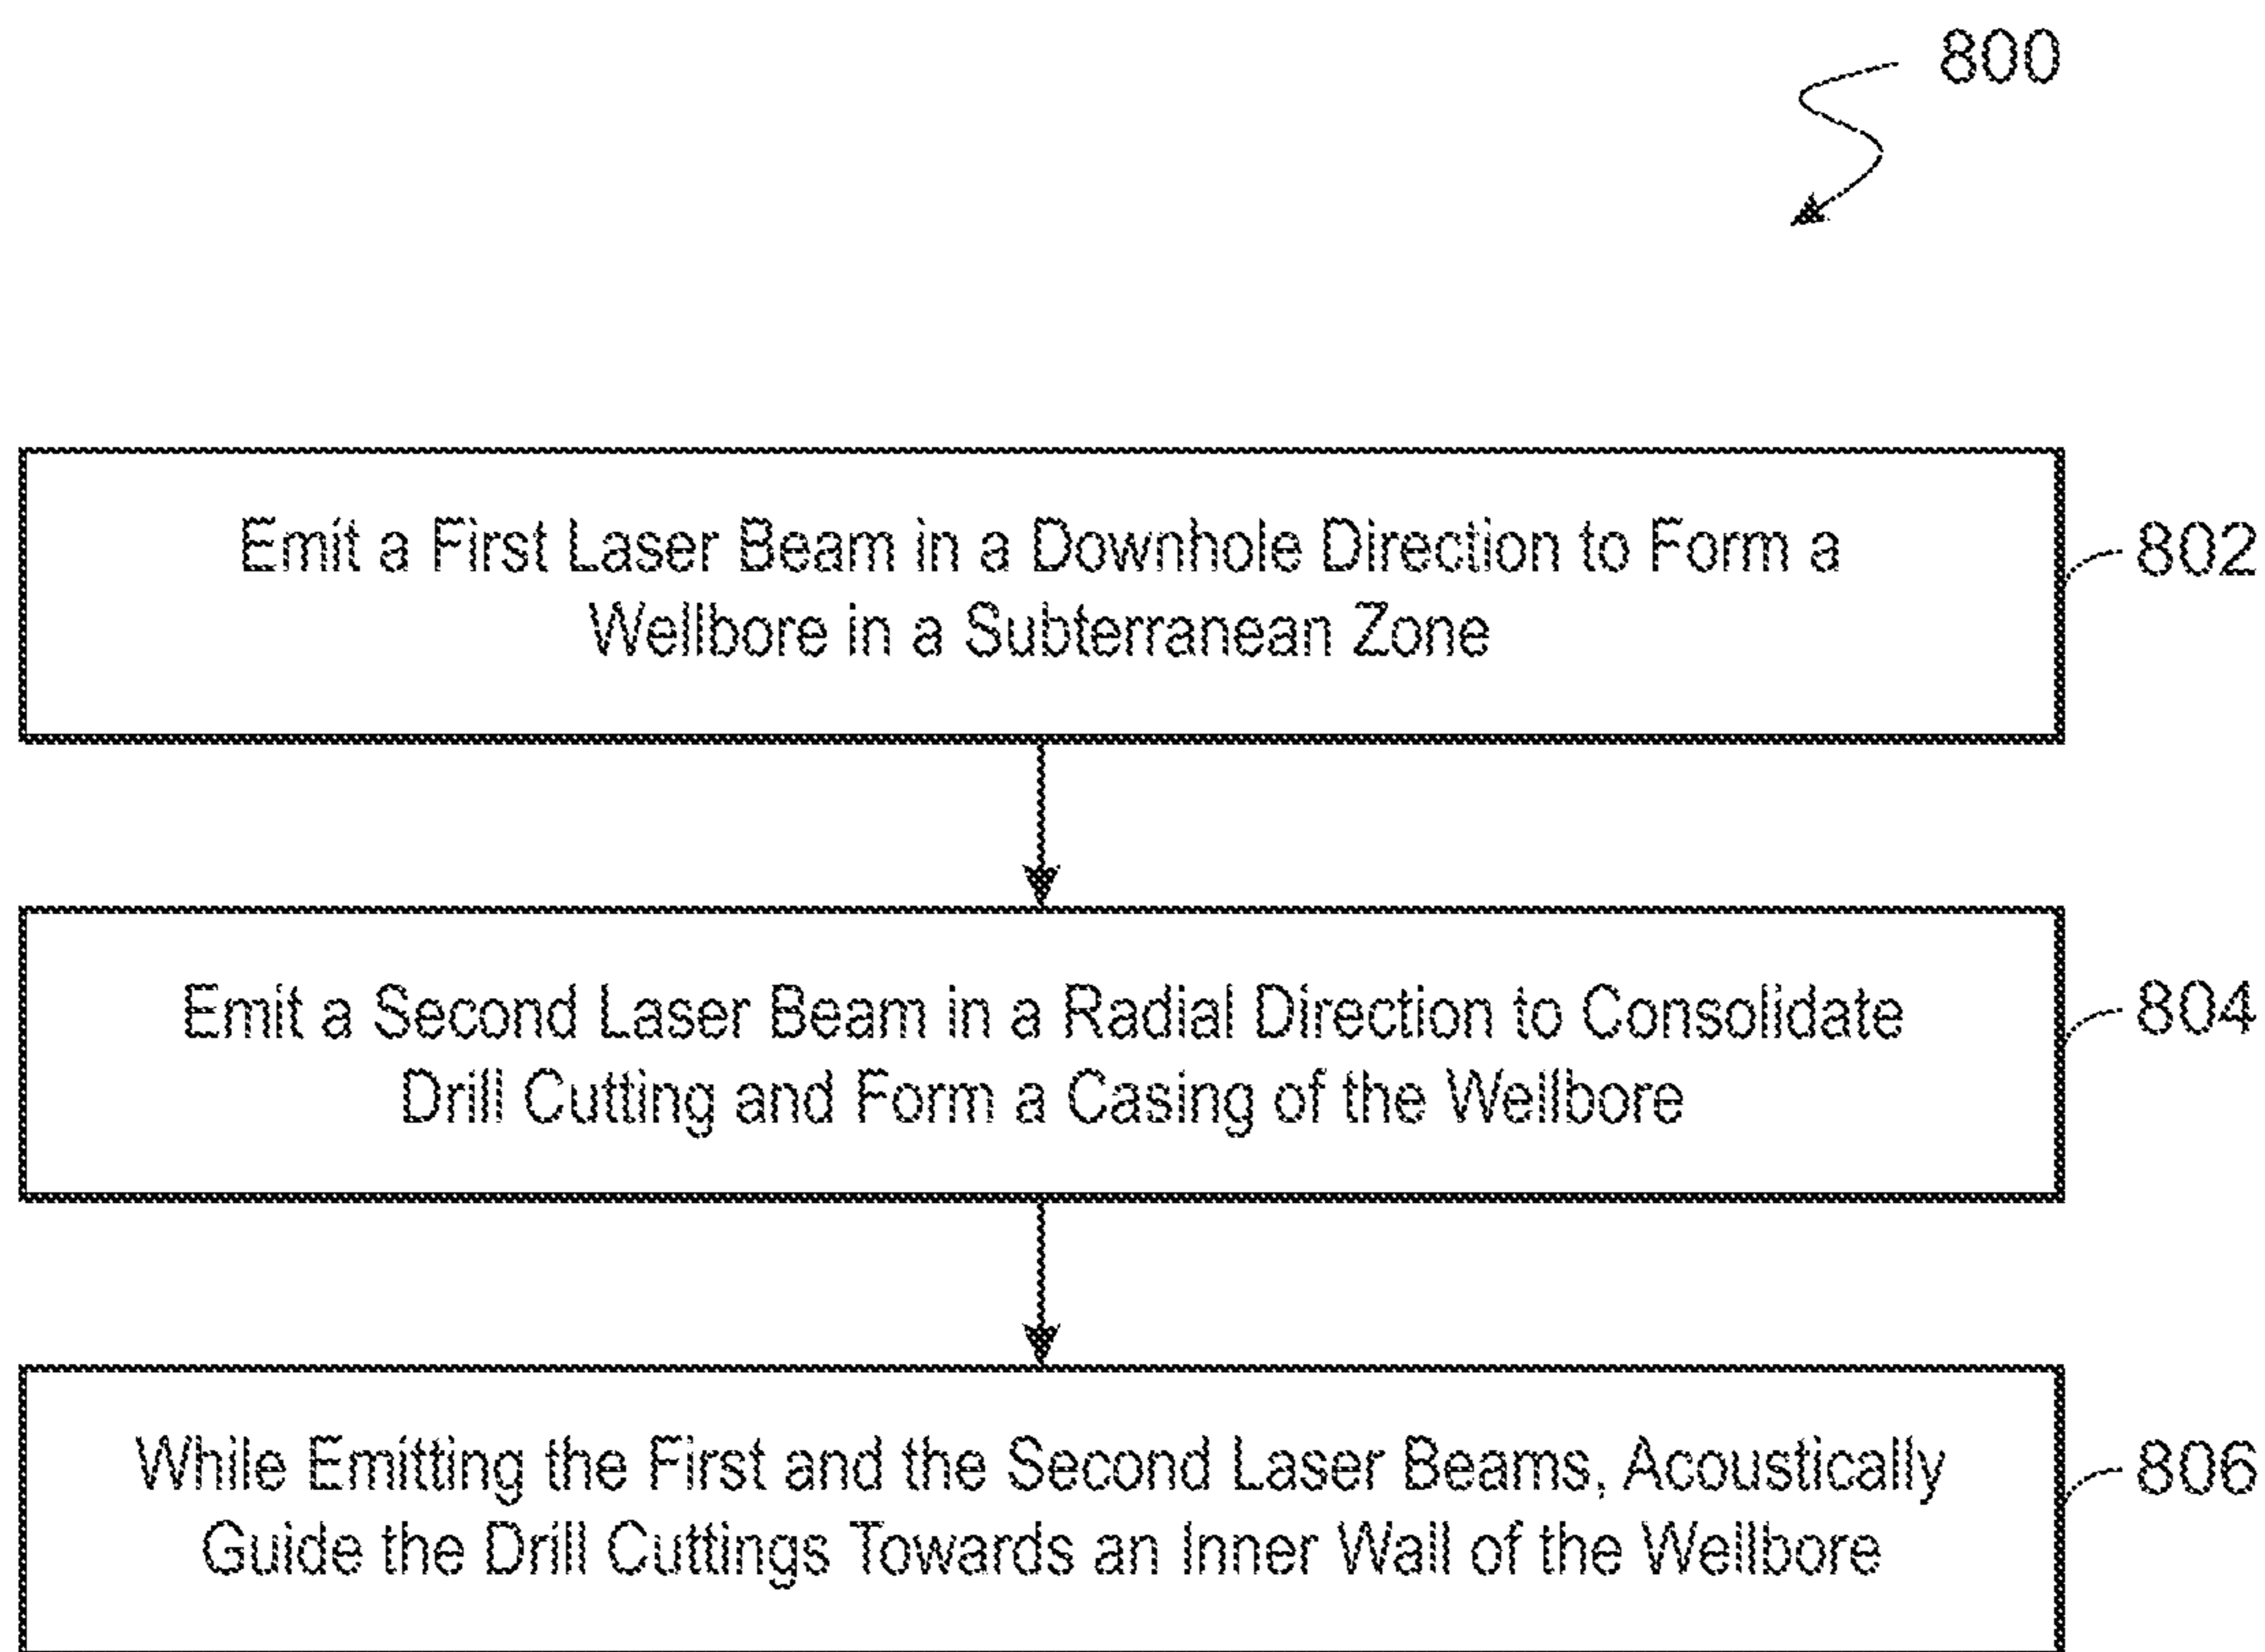 800
Emit a First Laser Beam in a Downhole Direction to Form a
Wellbore in a Subterranean Zone
802
Emit a Second Laser Beam in a Radial Direction to Consolidate
Drill Cutting and Form a Casing of the Wellbore
804
While Emitting the First and the Second Laser Beams, Acoustically
Guide the Drill Cuttings Towards an Inner Wall of the Wellbore
806